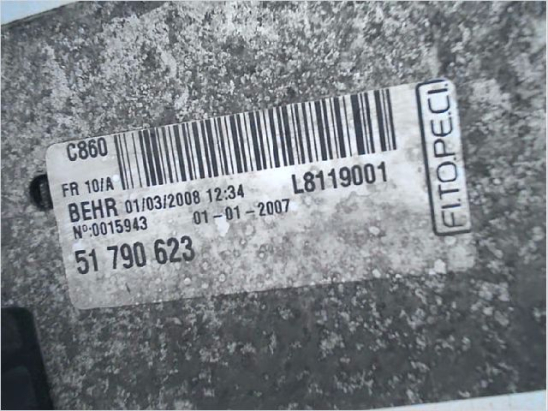 C860
FR 10/A
L8119001
BEHR 01/03/2008 12:34
Nº:0015943 01-01-2007
51 790 623
FI.TO.PE.CI.